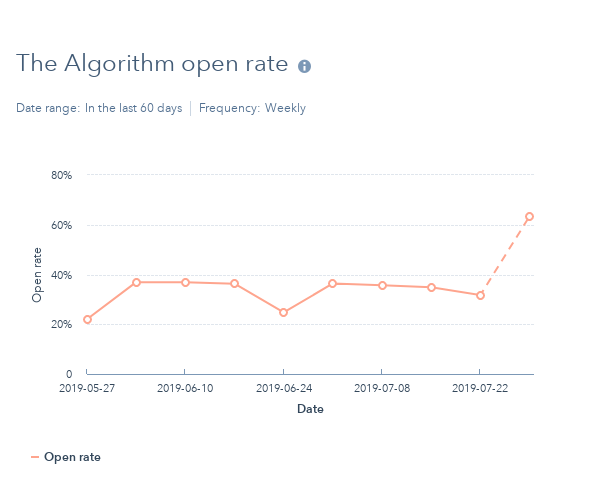 The Algorithm open rate
Date range: In the last 60 days Frequency: Weekly
80%
60%
40%
20%
0
Open rate
2019-05-27 2019-06-10 2019-06-24 2019-07-08 2019-07-22
Date
Open rate